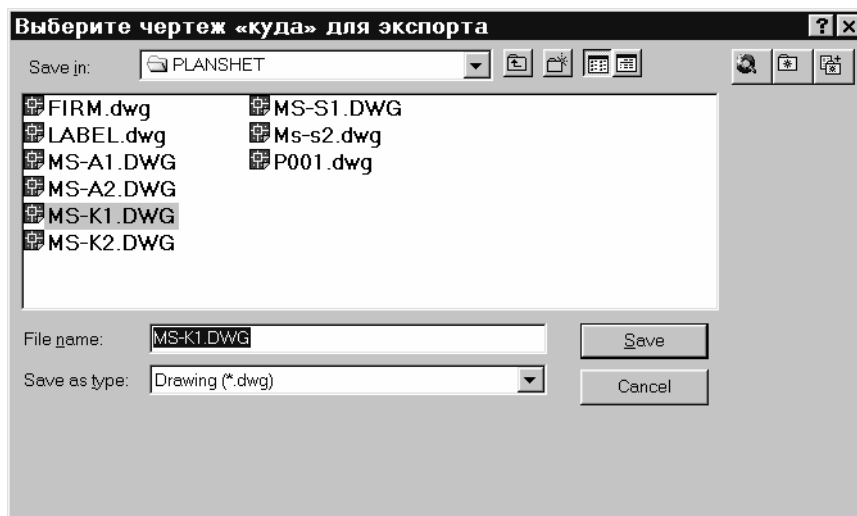 Выберите чертеж «куда» для экспорта
Save in: PLANSHET
FIRM.dwg MS-S1.DWG
LABEL.dwg Ms-s2.dwg
MS-A1.DWG P001.dwg
MS-A2.DWG
MS-K1.DWG
MS-K2.DWG
File name: MS-K1.DWG Save
Save as type: Drawing (*.dwg) Cancel